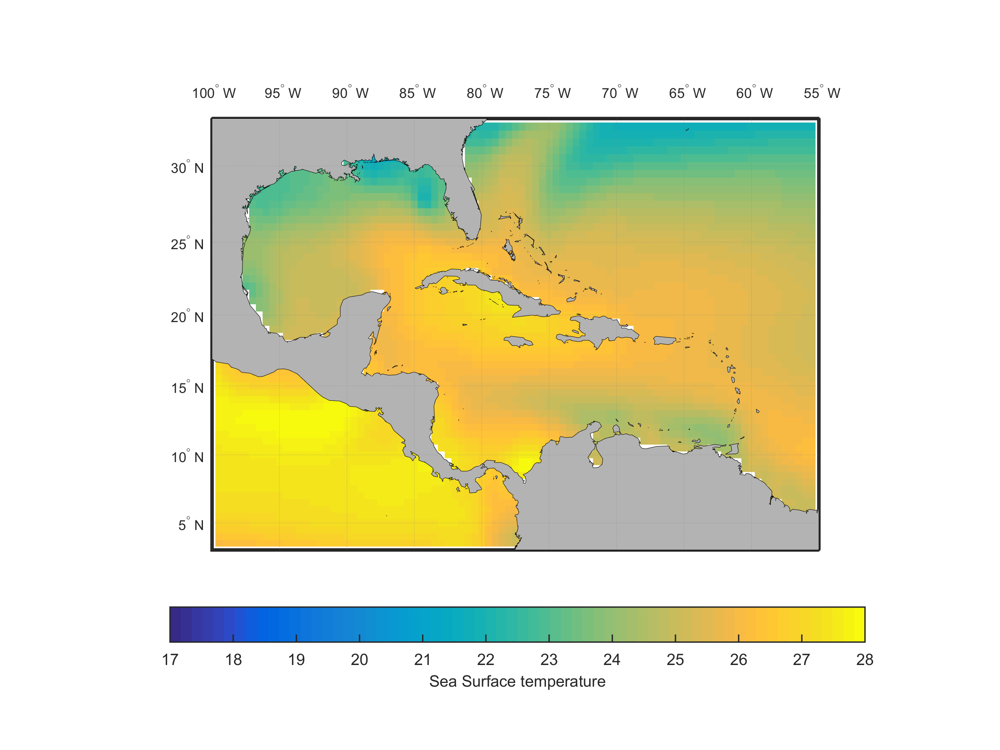 100° W 95° W 90° W 85° W 80° W 75° W 70° W 65° W 60° W 55° W
30° N
25° N
20° N
15° N
10° N
5° N
17 18 19 20 21 22 23 24 25 26 27 28
Sea Surface temperature